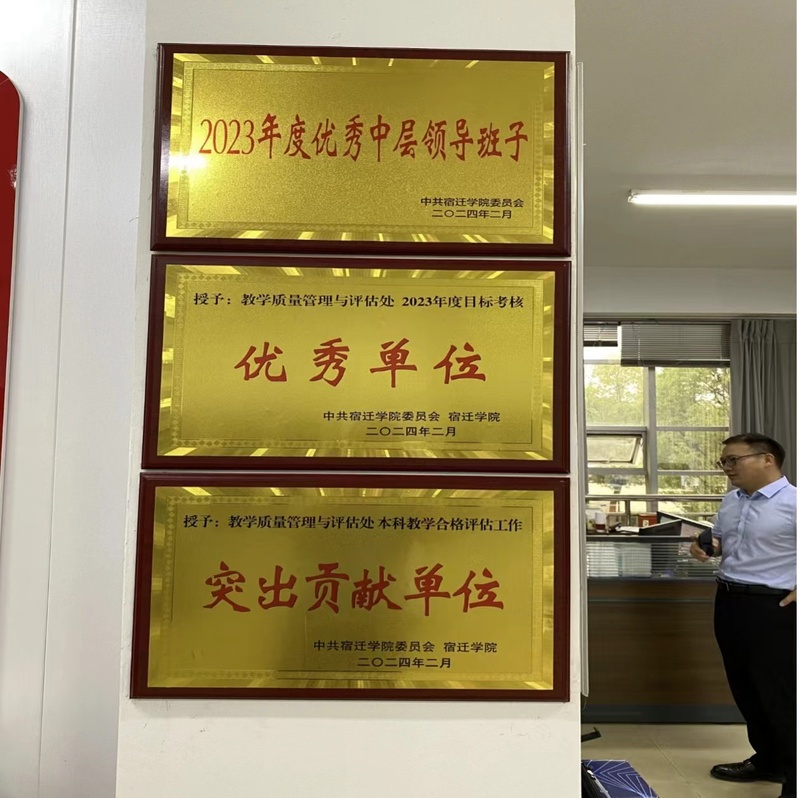 2023年度优秀中层领导班子
中共宿迁学院委员会
二〇二四年二月
授予：教学质量管理与评估处 2023年度目标考核
优秀单位
中共宿迁学院委员会 宿迁学院
二〇二四年二月
授予：教学质量管理与评估处 本科教学合格评估工作
突出贡献单位
中共宿迁学院委员会 宿迁学院
二〇二四年二月